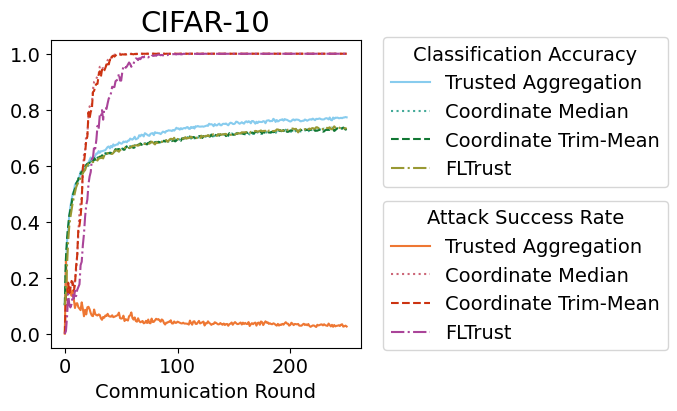 CIFAR-10
1.0
0.8
0.6
0.4
0.2
0.0
0
100
200
Communication Round
Classification Accuracy
Trusted Aggregation
Coordinate Median
Coordinate Trim-Mean
FLTrust
Attack Success Rate
Trusted Aggregation
Coordinate Median
Coordinate Trim-Mean
FLTrust